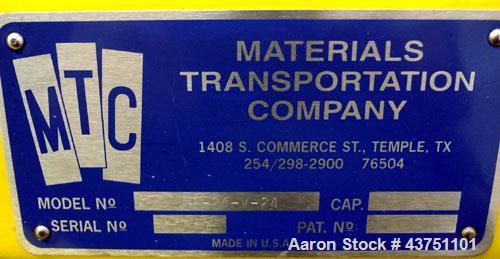 MTC
MATERIALS
TRANSPORTATION
COMPANY
1408 S. COMMERCE ST., TEMPLE, TX
254/298-2900 76504
MODEL Nº CAP.
SERIAL Nº PAT. Nº
MADE IN U.S.A.
Aaron Stock # 43751101